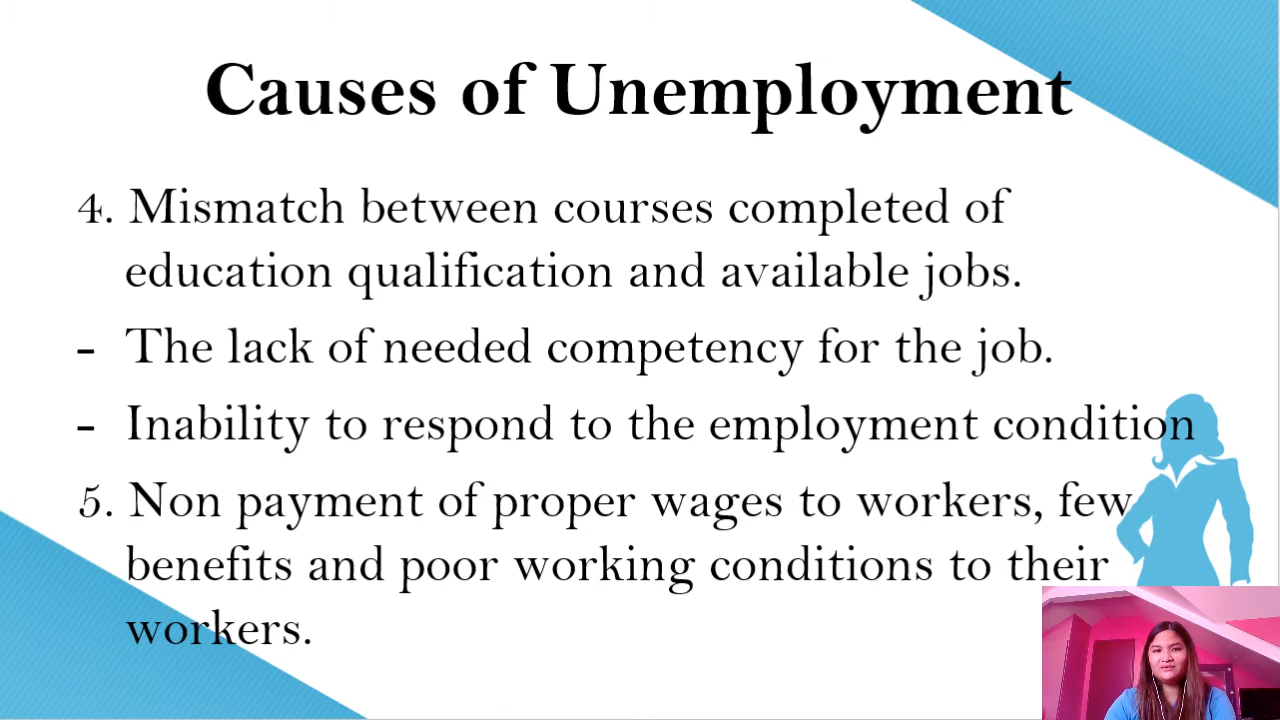 Causes of Unemployment
4. Mismatch between courses completed of
education qualification and available jobs.
- The lack of needed competency for the job.
- Inability to respond to the employment condition
5. Non payment of proper wages to workers, few
benefits and poor working conditions to their
workers.